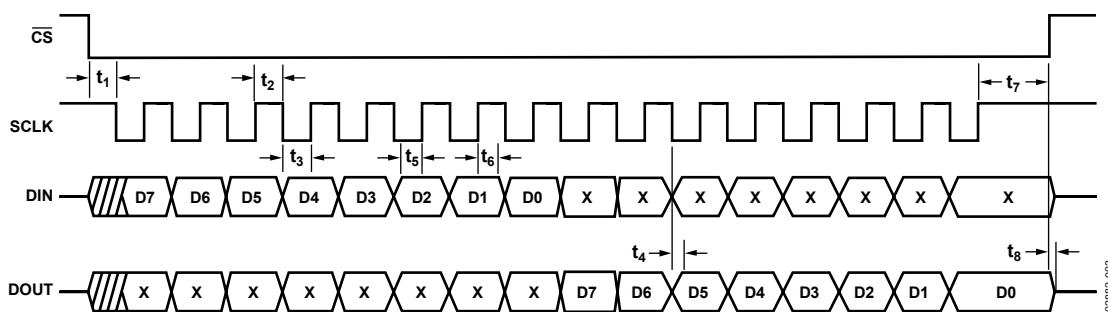 CS
t1 t2 t7
SCLK
t3 t5 t6
DIN D7 D6 D5 D4 D3 D2 D1 D0 X X X X X X X X
t4 t8
DOUT X X X X X X X X D7 D6 D5 D4 D3 D2 D1 D0